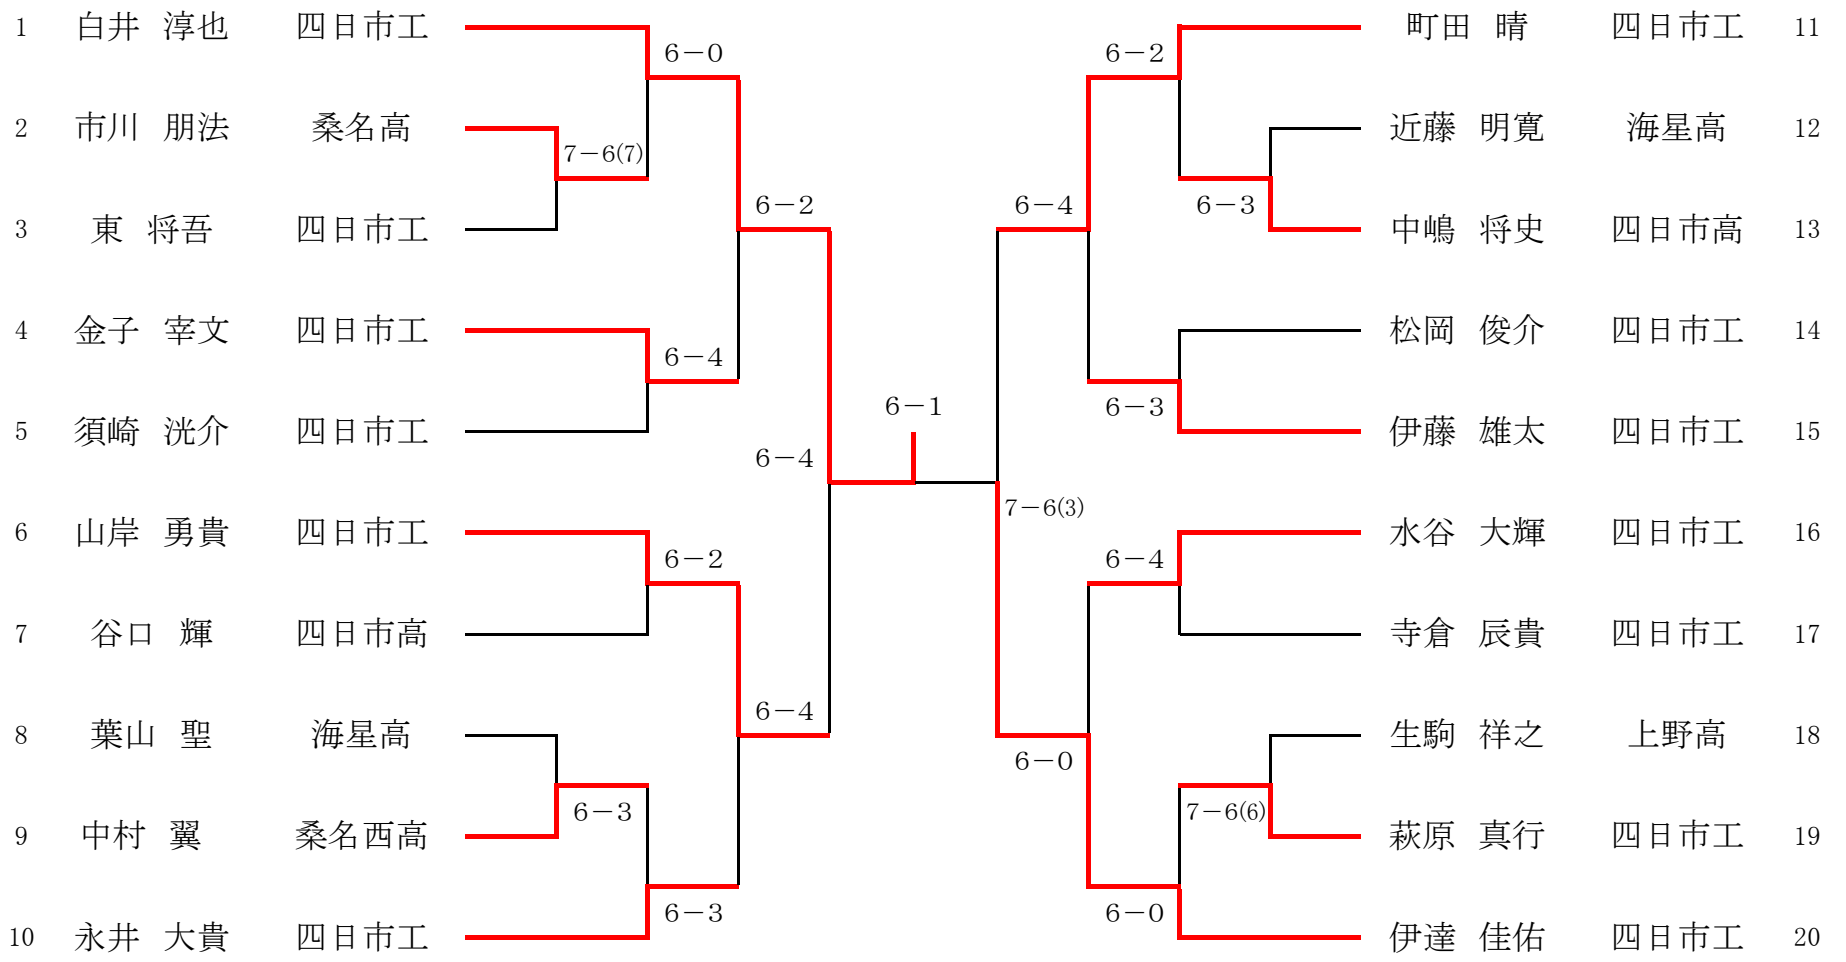 1 白井 淳也 四日市工
6－0
2 市川 朋法 桑名高
7－6(7)
3 東 将吾 四日市工
6－2
4 金子 宰文 四日市工
6－4
5 須崎 洸介 四日市工
6－4
6 山岸 勇貴 四日市工
6－2
7 谷口 輝 四日市高
6－4
8 葉山 聖 海星高
6－3
9 中村 翼 桑名西高
6－3
10 永井 大貴 四日市工
6－1
町田 晴 四日市工 11
6－2
近藤 明寛 海星高 12
6－3
中嶋 将史 四日市高 13
6－4
松岡 俊介 四日市工 14
6－3
伊藤 雄太 四日市工 15
7－6(3)
水谷 大輝 四日市工 16
6－4
寺倉 辰貴 四日市工 17
6－0
生駒 祥之 上野高 18
7－6(6)
萩原 真行 四日市工 19
6－0
伊達 佳佑 四日市工 20